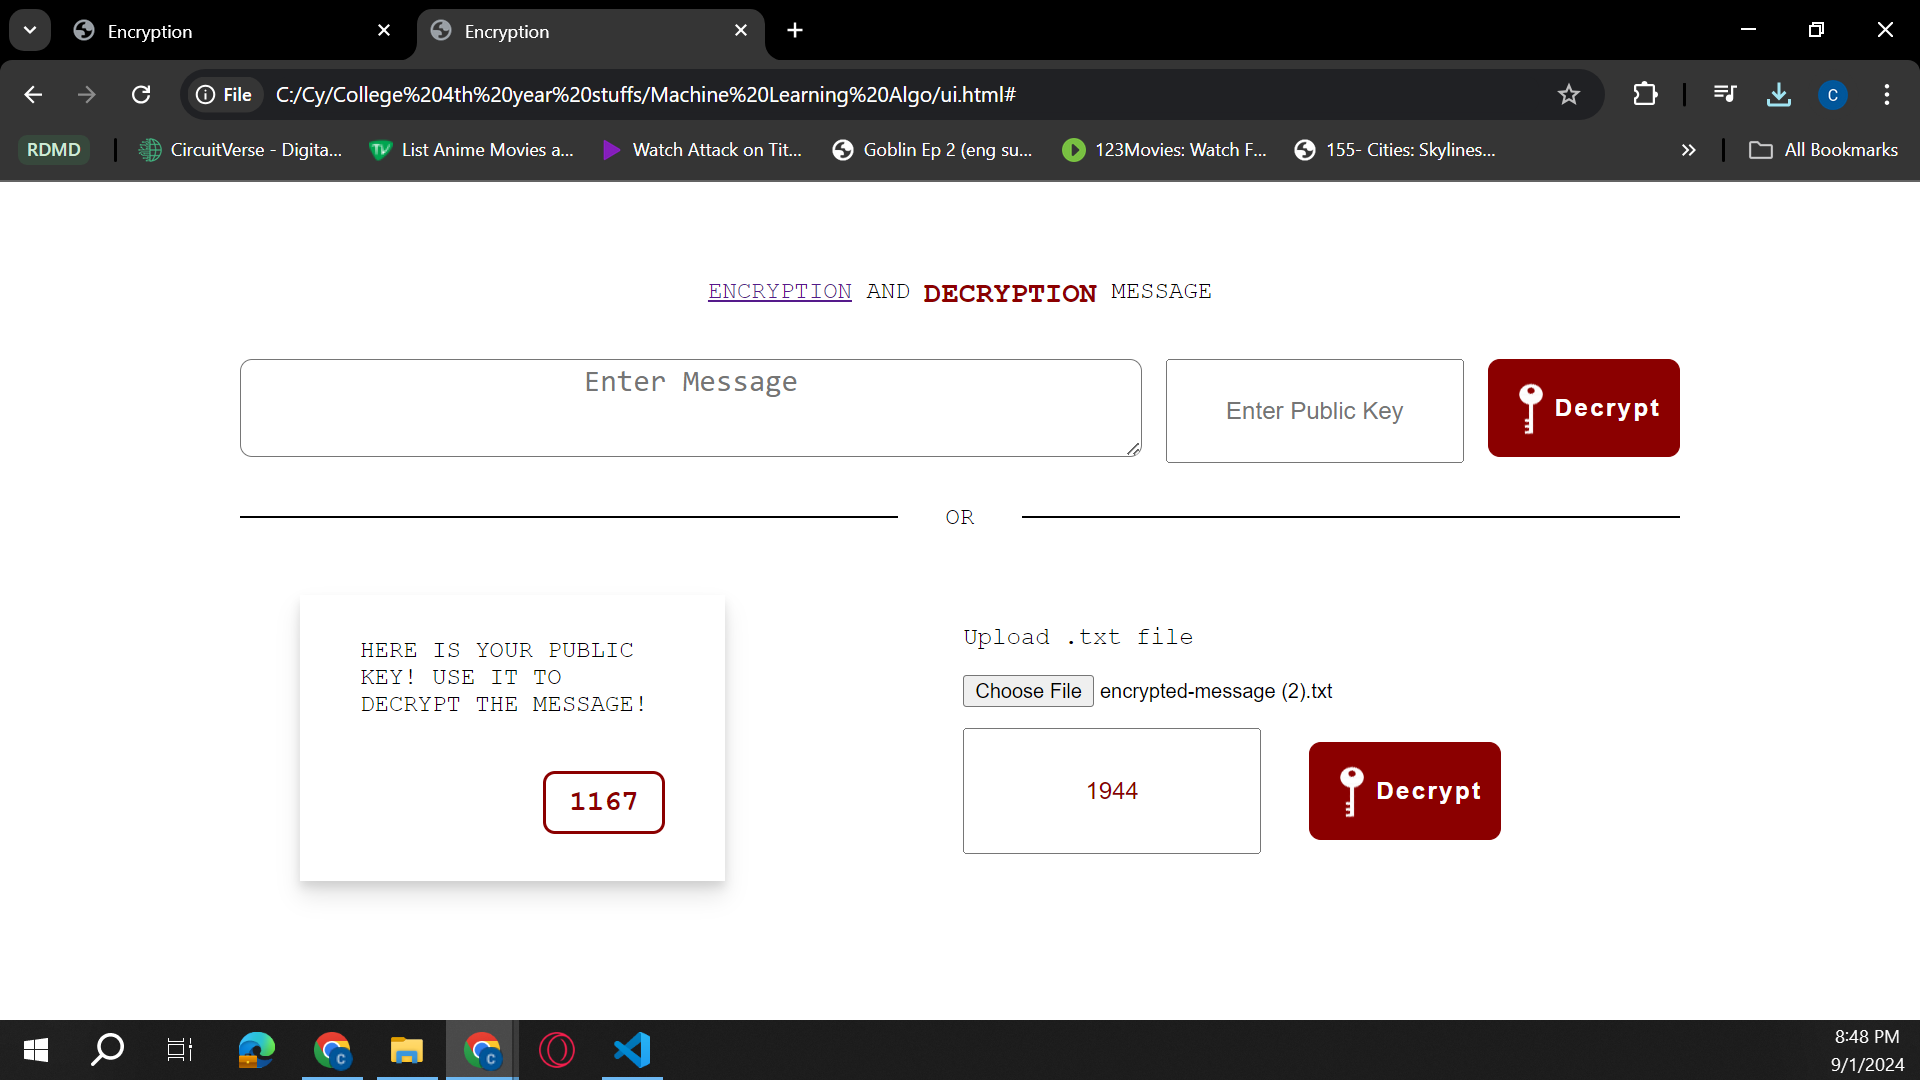 Encryption
Encryption
File
C:/Cy/College%204th%20year%20stuffs/Machine%20Learning%20Algo/ui.html#
C
RDMD
CircuitVerse - Digita...
TV
List Anime Movies a...
Watch Attack on Tit...
Goblin Ep 2 (eng su...
123Movies: Watch F...
155- Cities: Skylines...
All Bookmarks
ENCRYPTION AND DECRYPTION MESSAGE
Enter Message
Enter Public Key
Decrypt
OR
HERE IS YOUR PUBLIC
KEY! USE IT TO
DECRYPT THE MESSAGE!
1167
Upload .txt file
Choose File encrypted-message (2).txt
1944
Decrypt
C
C
8:48 PM
9/1/2024